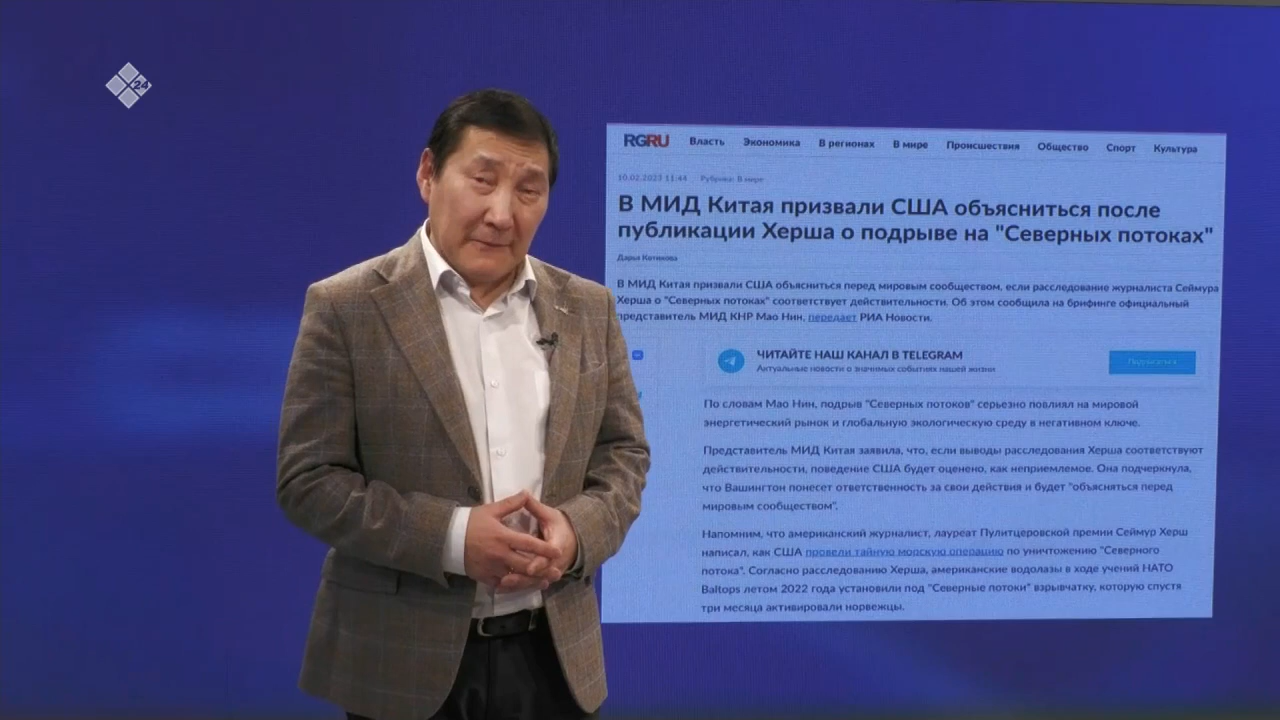 24
RGRU
Власть Экономика В регионах В мире Происшествия Общество Спорт Культура
10.02.2023 11:44 Рубрика: В мире
В МИД Китая призвали США объясниться после
публикации Херша о подрыве на "Северных потоках"
Дарья Котикова
В МИД Китая призвали США объясниться перед мировым сообществом, если расследование журналиста Сеймура
Херша о "Северных потоках" соответствует действительности. Об этом сообщила на брифинге официальный
представитель МИД КНР Мао Нин, передает РИА Новости.
ЧИТАЙТЕ НАШ КАНАЛ В TELEGRAM
Актуальные новости о значимых событиях нашей жизни
Подписаться
По словам Мао Нин, подрыв "Северных потоков" серьезно повлиял на мировой
энергетический рынок и глобальную экологическую среду в негативном ключе.
Представитель МИД Китая заявила, что, если выводы расследования Херша соответствуют
действительности, поведение США будет оценено, как неприемлемое. Она подчеркнула,
что Вашингтон понесет ответственность за свои действия и будет "объясняться перед
мировым сообществом".
Напомним, что американский журналист, лауреат Пулитцеровской премии Сеймур Херш
написал, как США провели тайную морскую операцию по уничтожению "Северного
потока". Согласно расследованию Херша, американские водолазы в ходе учений НАТО
Baltops летом 2022 года установили под "Северные потоки" взрывчатку, которую спустя
три месяца активировали норвежцы.